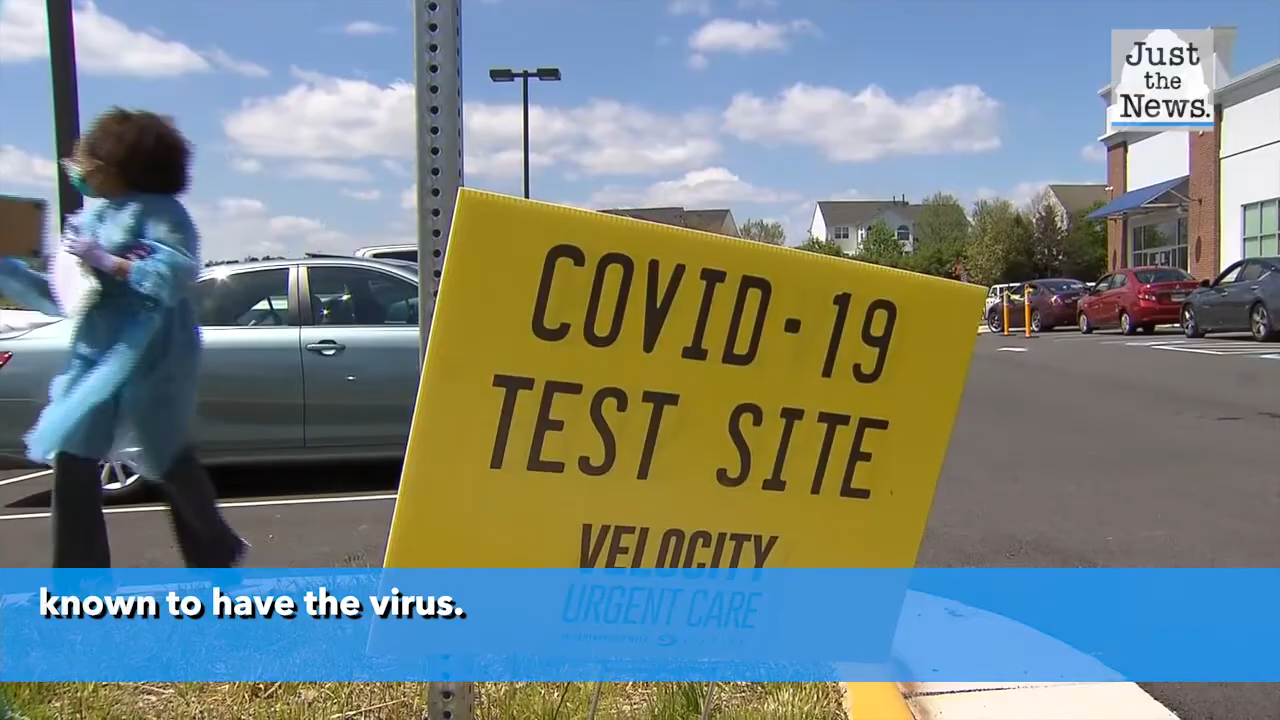 Just
the
News.
COVID-19
TEST SITE
VELOCITY
URGENT CARE
known to have the virus.